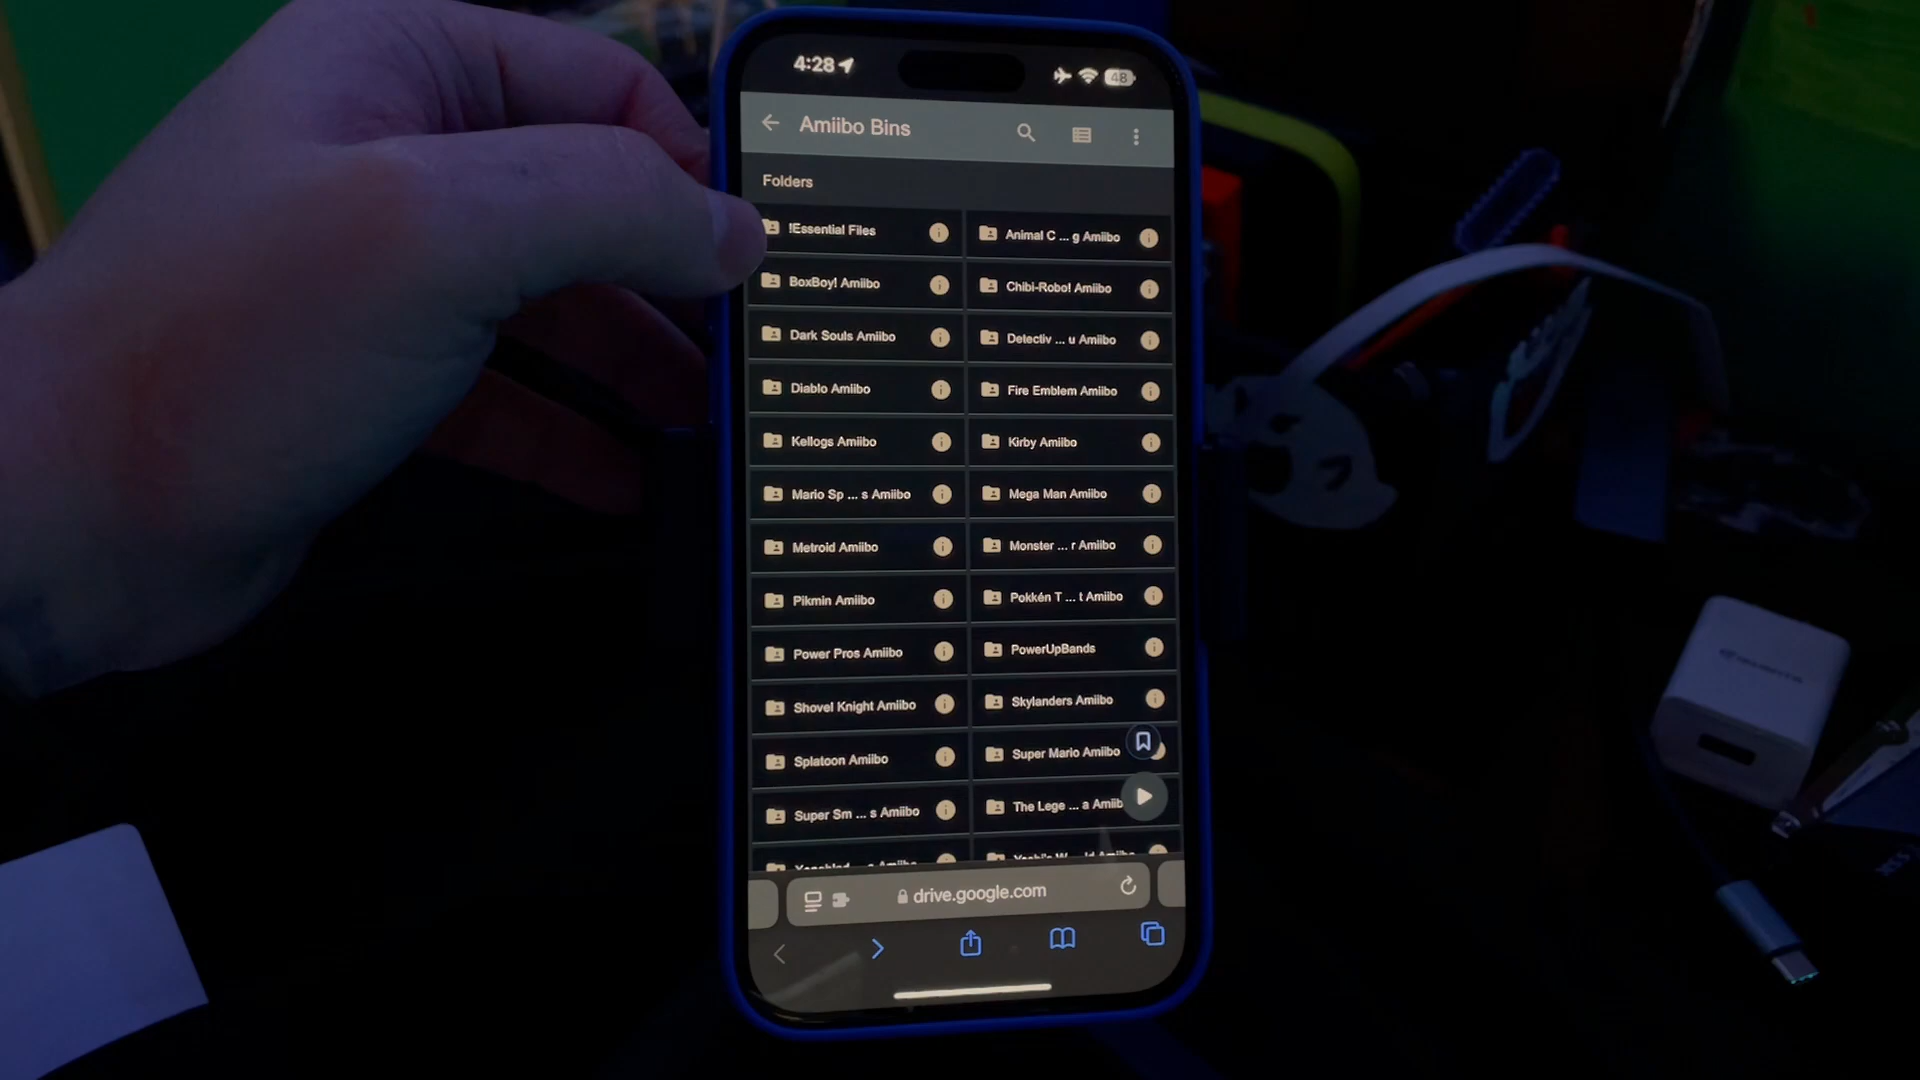 4:28
48
Amiibo Bins
Folders
!Essential Files
Animal C ... g Amiibo
BoxBoy! Amiibo
Chibi-Robo! Amiibo
Dark Souls Amiibo
Detectiv ... u Amiibo
Diablo Amiibo
Fire Emblem Amiibo
Kellogs Amiibo
Kirby Amiibo
Mario Sp ... s Amiibo
Mega Man Amiibo
Metroid Amiibo
Monster ... r Amiibo
Pikmin Amiibo
Pokkén T ... t Amiibo
Power Pros Amiibo
PowerUpBands
Shovel Knight Amiibo
Skylanders Amiibo
Splatoon Amiibo
Super Mario Amiibo
Super Sm ... s Amiibo
The Lege ... a Amiib
drive.google.com